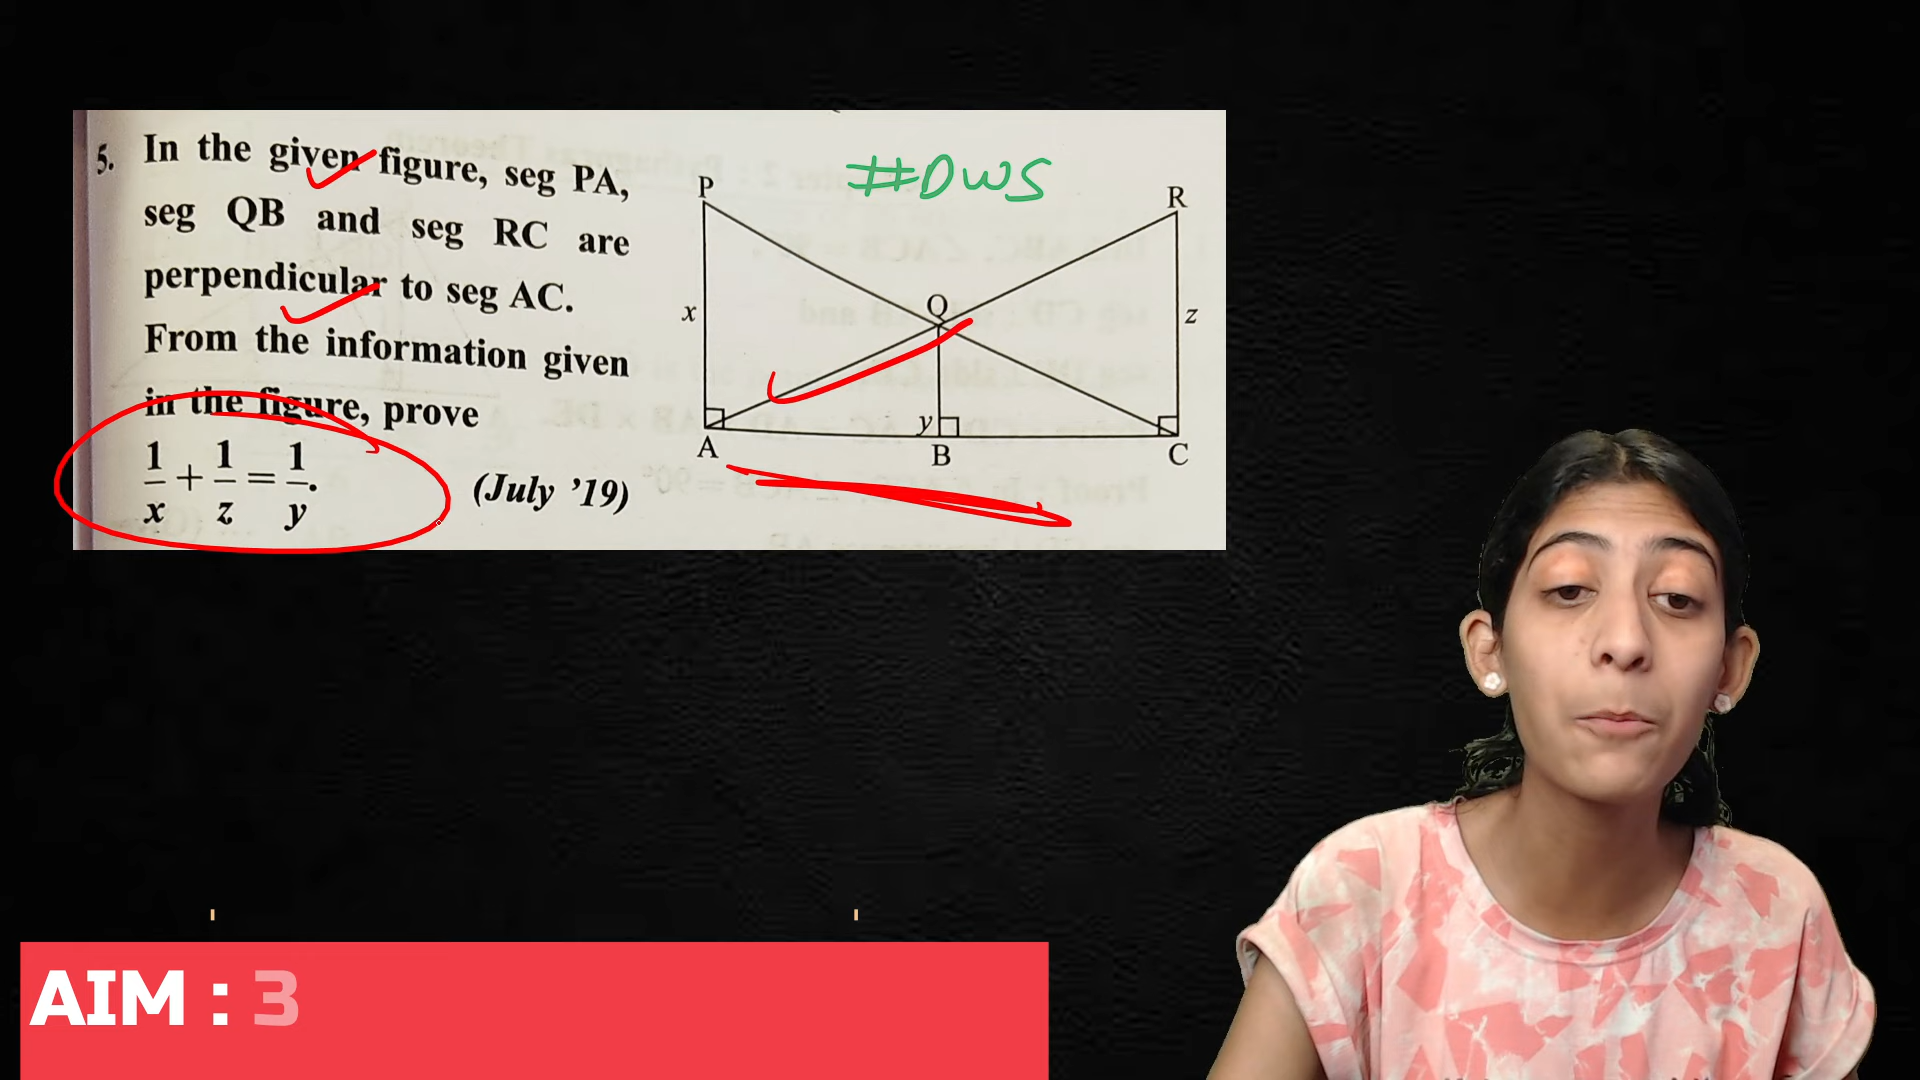 5. In the given figure, seg PA,
seg QB and seg RC are
perpendicular to seg AC.
From the information given
in the figure, prove
1/x + 1/z = 1/y.
(July ’19)
#DWS
P
R
Q
x
z
y
A
B
C
AIM : 3